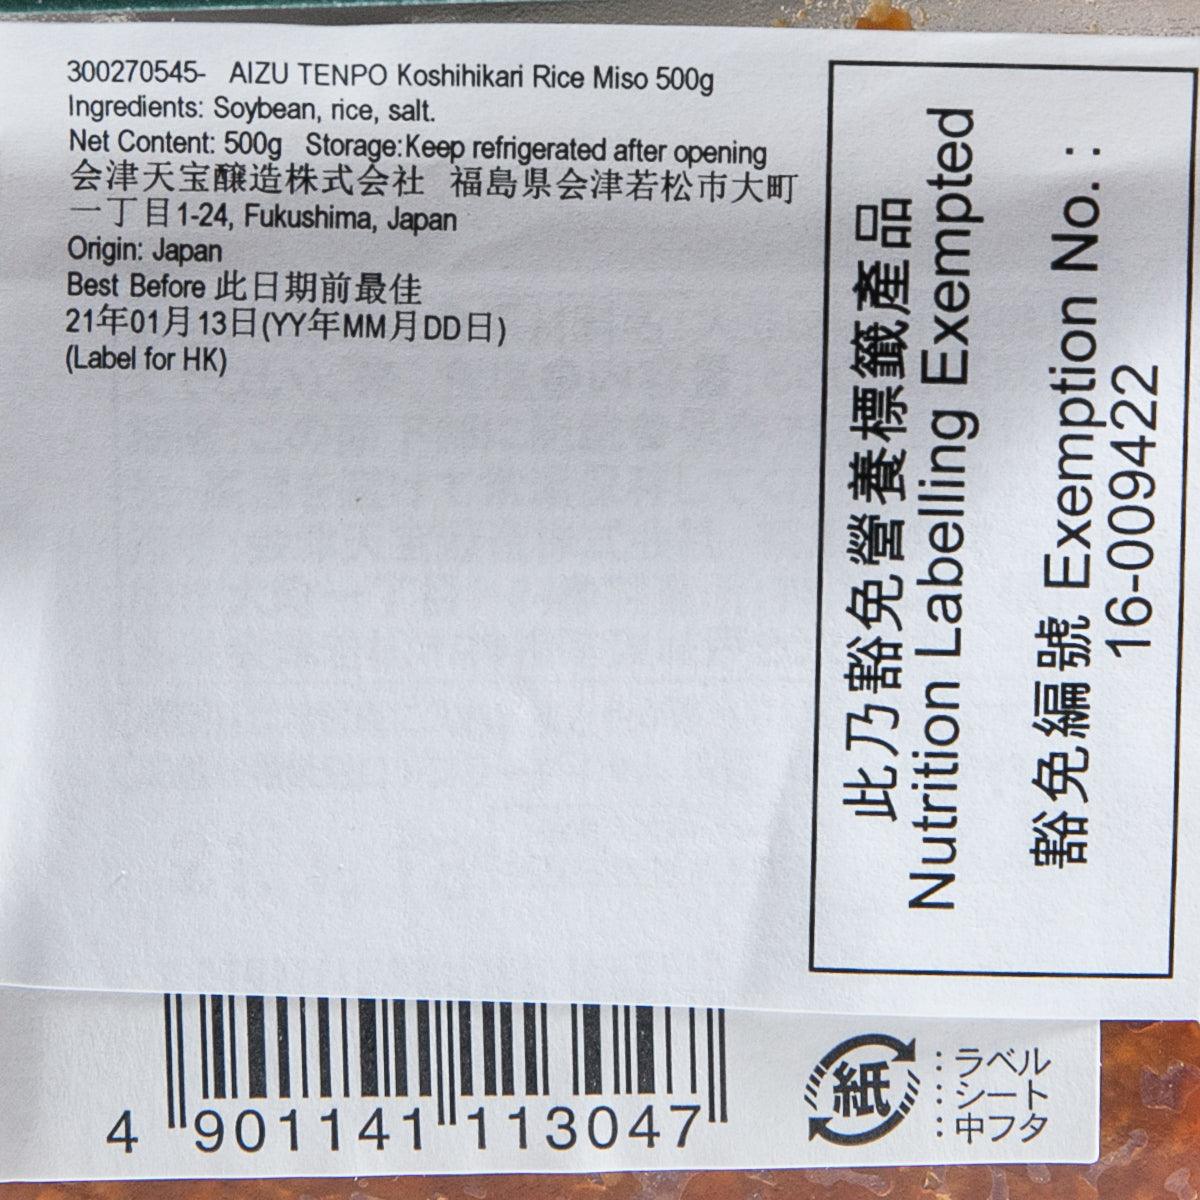 300270545- AIZU TENPO Koshihikari Rice Miso 500g
Ingredients: Soybean, rice, salt.
Net Content: 500g Storage:Keep refrigerated after opening
会津天宝醸造株式会社 福島県会津若松市大町
一丁目1-24, Fukushima, Japan
Origin: Japan
Best Before 此日期前最佳
21年01月13日(YY年MM月DD日)
(Label for HK)
此乃豁免營養標籤產品
Nutrition Labelling Exempted
豁免編號 Exemption No. :
16-009422
4 901141 113047
紙
:ラベル
:シート
:中フタ